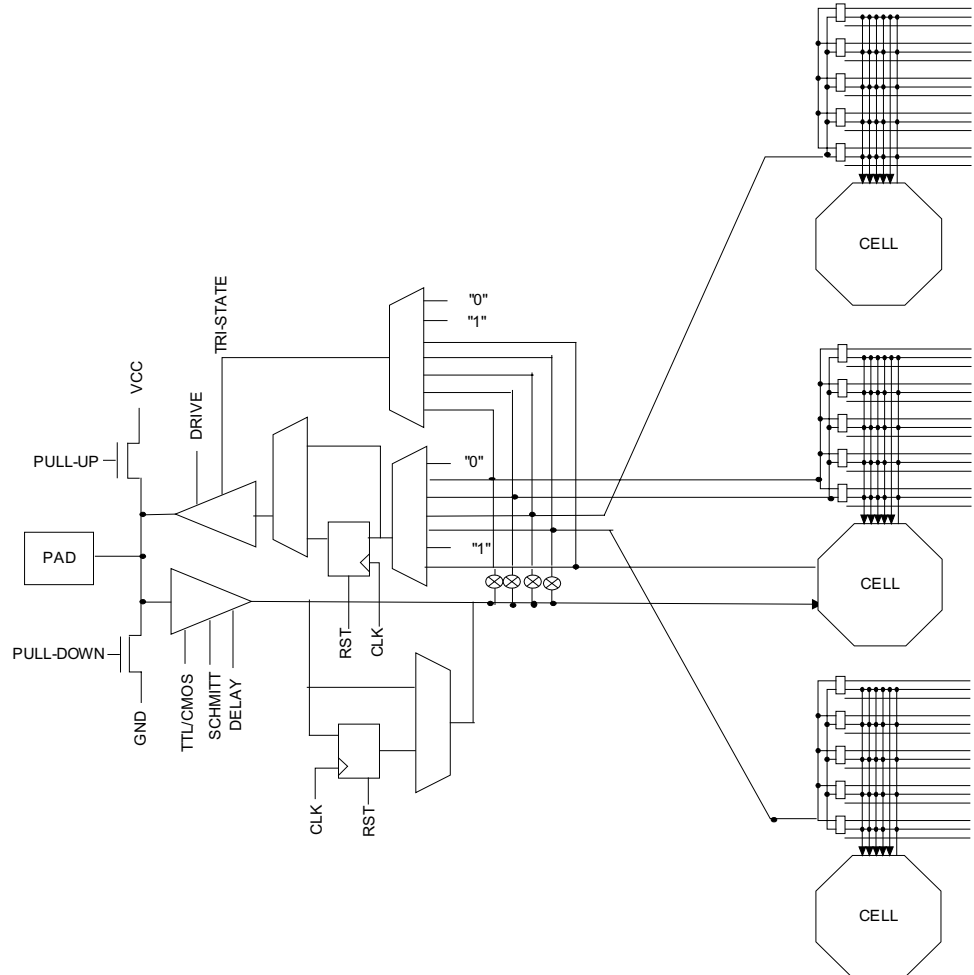 CELL
"0"
"1"
TRI-STATE
VCC
DRIVE
PULL-UP
"0"
CELL
PAD
"1"
RST
CLK
PULL-DOWN
GND
TTL/CMOS
SCHMITT
DELAY
CLK
RST
CELL